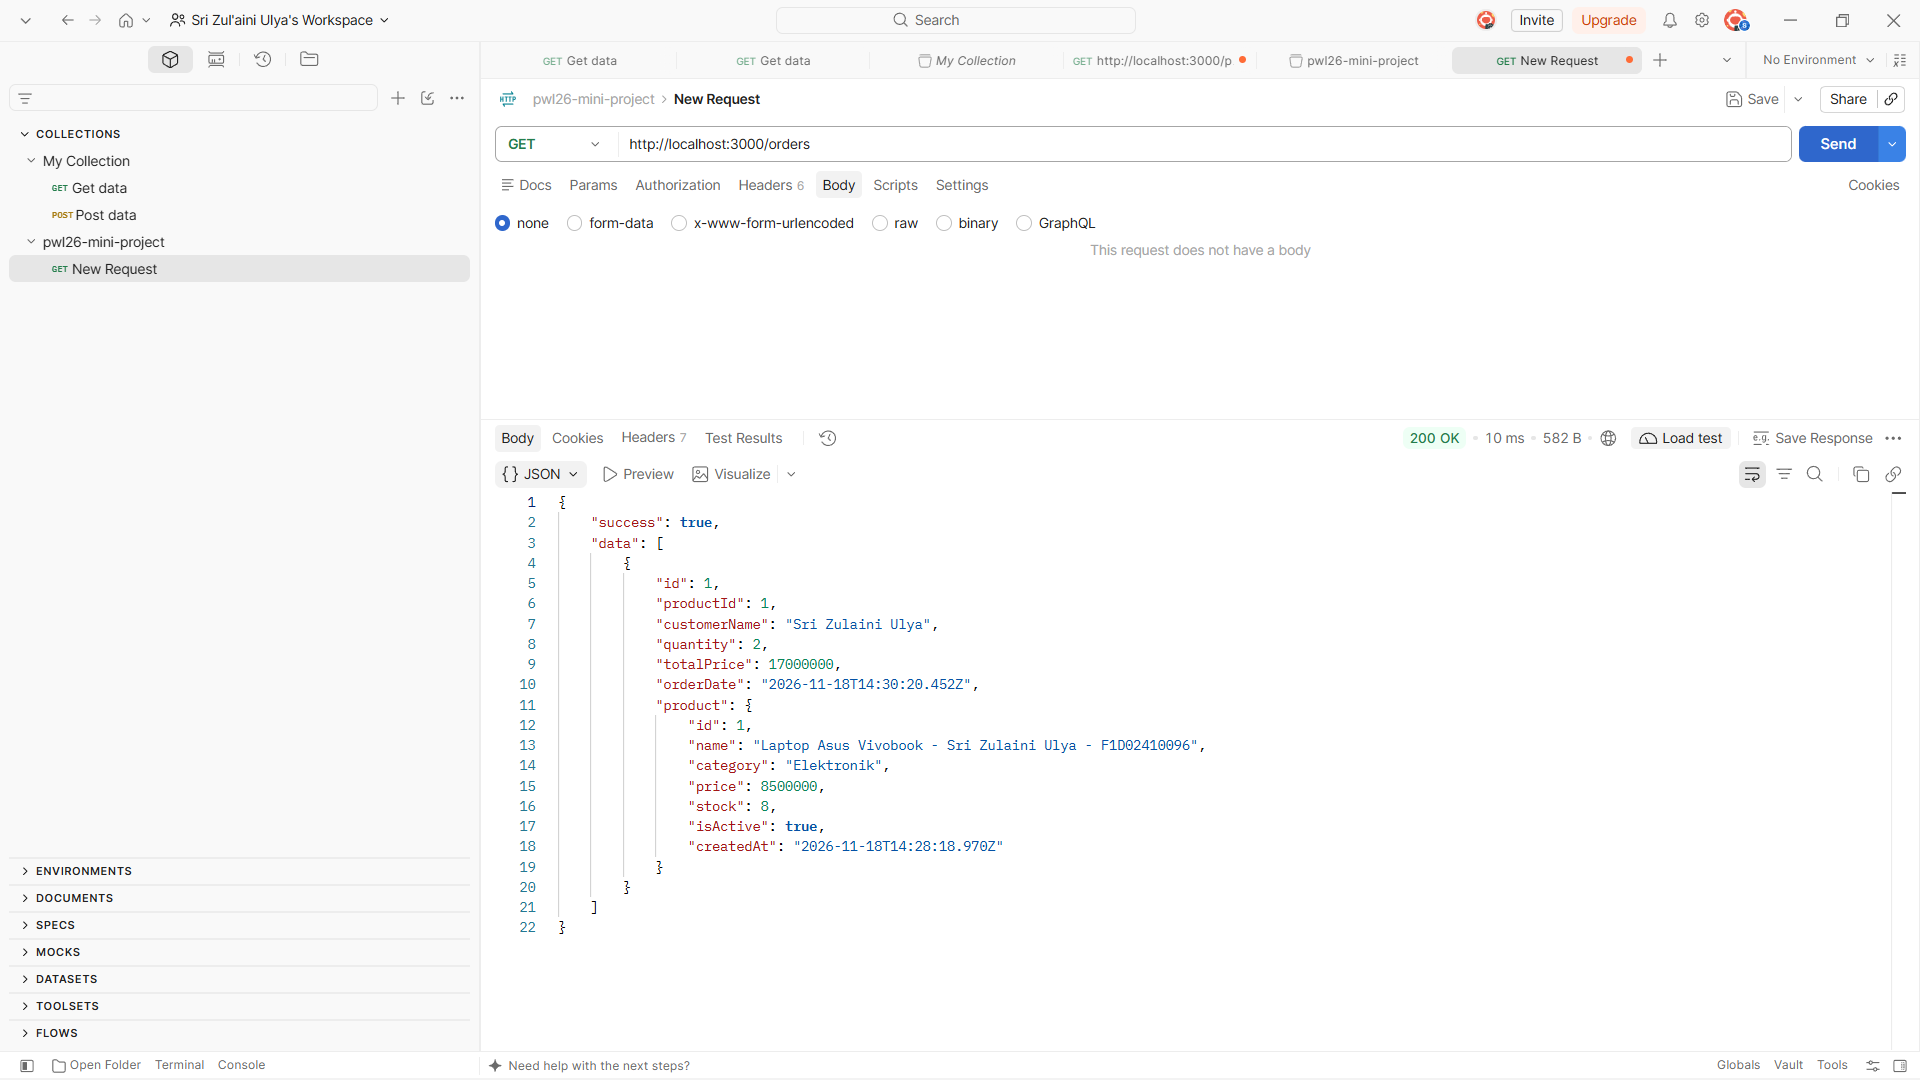 Sri Zul'aini Ulya's Workspace
Search
Invite
Upgrade
8
GET Get data
GET Get data
My Collection
GET http://localhost:3000/p
pwl26-mini-project
GET New Request
No Environment
COLLECTIONS
My Collection
GET Get data
POST Post data
pwl26-mini-project
GET New Request
HTTP
pwl26-mini-project > New Request
Save
Share
GET
http://localhost:3000/orders
Send
Docs
Params
Authorization
Headers 6
Body
Scripts
Settings
Cookies
none
form-data
x-www-form-urlencoded
raw
binary
GraphQL
This request does not have a body
Body
Cookies
Headers 7
Test Results
200 OK
10 ms
582 B
Load test
e.g. Save Response
{} JSON
Preview
Visualize
1 {
2 "success": true,
3 "data": [
4 {
5 "id": 1,
6 "productId": 1,
7 "customerName": "Sri Zulaini Ulya",
8 "quantity": 2,
9 "totalPrice": 17000000,
10 "orderDate": "2026-11-18T14:30:20.452Z",
11 "product": {
12 "id": 1,
13 "name": "Laptop Asus Vivobook - Sri Zulaini Ulya - F1D02410096",
14 "category": "Elektronik",
15 "price": 8500000,
16 "stock": 8,
17 "isActive": true,
18 "createdAt": "2026-11-18T14:28:18.970Z"
19 }
20 }
21 ]
22 }
ENVIRONMENTS
DOCUMENTS
SPECS
MOCKS
DATASETS
TOOLSETS
FLOWS
Open Folder
Terminal
Console
Need help with the next steps?
Globals
Vault
Tools